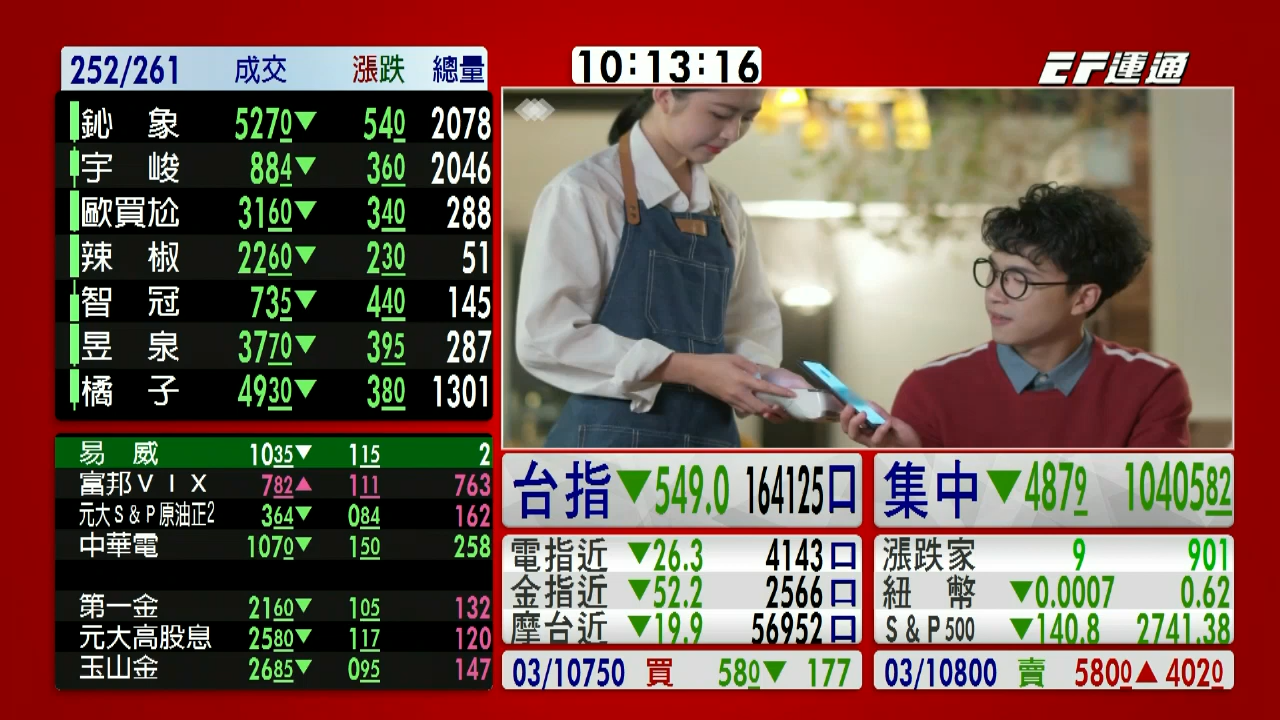 252/261 成交 漲跌 總量
10:13:16
EF運通
鈊象 5270▼ 540 2078
宇峻 884▼ 360 2046
歐買尬 3160▼ 340 288
辣椒 2260▼ 230 51
智冠 735▼ 440 145
昱泉 3770▼ 395 287
橘子 4930▼ 380 1301
易威 1035▼ 115 2
富邦VIX 782▲ 111 763
元大S&P原油正2 364▼ 084 162
中華電 1070▼ 150 258
第一金 2160▼ 105 132
元大高股息 2580▼ 117 120
玉山金 2685▼ 095 147
台指▼549.0 164125口
集中▼4879 1040582
電指近 ▼26.3 4143口
金指近 ▼52.2 2566口
摩台近 ▼19.9 56952口
漲跌家 9 901
紐幣 ▼0.0007 0.62
S&P500 ▼140.8 2741.38
03/10750 買 580▼ 177
03/10800 賣 5800▲ 4020